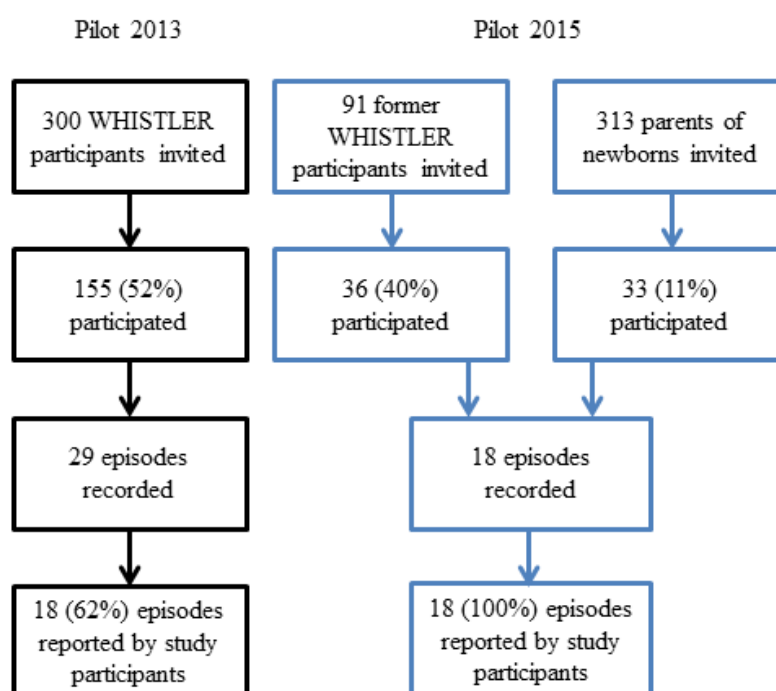 Pilot 2013
Pilot 2015
300 WHISTLER
participants invited
91 former
WHISTLER
participants invited
313 parents of
newborns invited
155 (52%)
participated
36 (40%)
participated
33 (11%)
participated
29 episodes
recorded
18 episodes
recorded
18 (62%) episodes
reported by study
participants
18 (100%) episodes
reported by study
participants